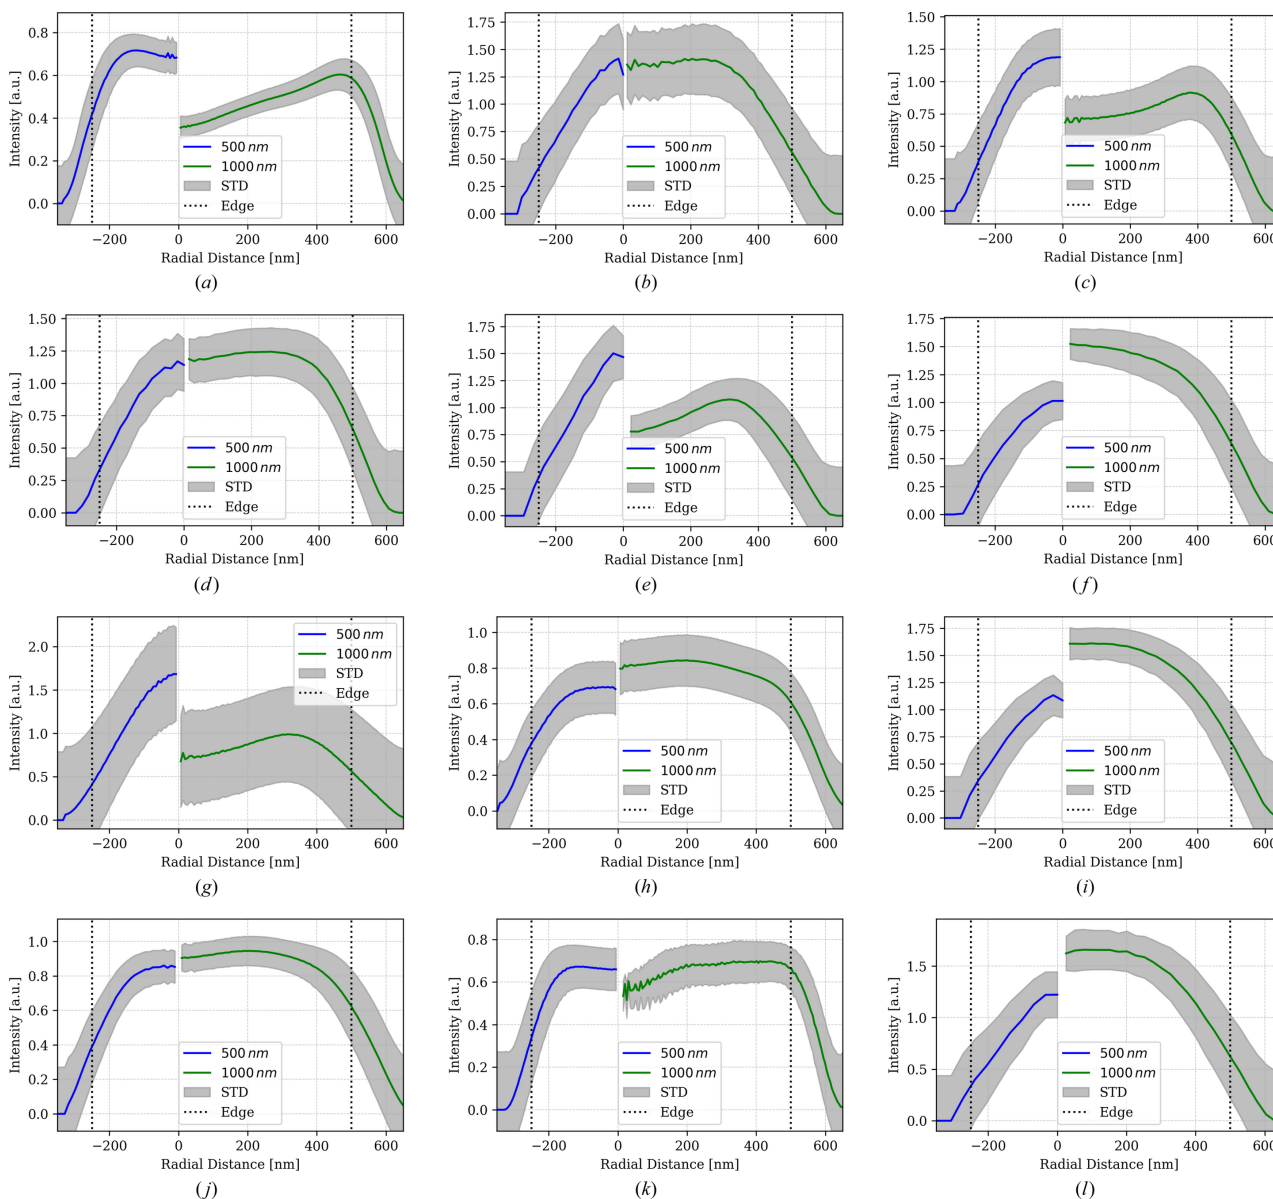 Intensity [a.u.]
0.8
0.6
0.4
0.2
0.0
500 nm
1000 nm
STD
Edge
−200 0 200 400 600
Radial Distance [nm]
(a)
Intensity [a.u.]
1.75
1.50
1.25
1.00
0.75
0.50
0.25
0.00
500 nm
1000 nm
STD
Edge
−200 0 200 400 600
Radial Distance [nm]
(b)
Intensity [a.u.]
1.50
1.25
1.00
0.75
0.50
0.25
0.00
500 nm
1000 nm
STD
Edge
−200 0 200 400 600
Radial Distance [nm]
(c)
Intensity [a.u.]
1.50
1.25
1.00
0.75
0.50
0.25
0.00
500 nm
1000 nm
STD
Edge
−200 0 200 400 600
Radial Distance [nm]
(d)
Intensity [a.u.]
1.75
1.50
1.25
1.00
0.75
0.50
0.25
0.00
500 nm
1000 nm
STD
Edge
−200 0 200 400 600
Radial Distance [nm]
(e)
Intensity [a.u.]
1.75
1.50
1.25
1.00
0.75
0.50
0.25
0.00
500 nm
1000 nm
STD
Edge
−200 0 200 400 600
Radial Distance [nm]
(f)
Intensity [a.u.]
2.0
1.5
1.0
0.5
0.0
500 nm
1000 nm
STD
Edge
−200 0 200 400 600
Radial Distance [nm]
(g)
Intensity [a.u.]
1.0
0.8
0.6
0.4
0.2
0.0
500 nm
1000 nm
STD
Edge
−200 0 200 400 600
Radial Distance [nm]
(h)
Intensity [a.u.]
1.75
1.50
1.25
1.00
0.75
0.50
0.25
0.00
500 nm
1000 nm
STD
Edge
−200 0 200 400 600
Radial Distance [nm]
(i)
Intensity [a.u.]
1.0
0.8
0.6
0.4
0.2
0.0
500 nm
1000 nm
STD
Edge
−200 0 200 400 600
Radial Distance [nm]
(j)
Intensity [a.u.]
0.8
0.6
0.4
0.2
0.0
500 nm
1000 nm
STD
Edge
−200 0 200 400 600
Radial Distance [nm]
(k)
Intensity [a.u.]
1.5
1.0
0.5
0.0
500 nm
1000 nm
STD
Edge
−200 0 200 400 600
Radial Distance [nm]
(l)